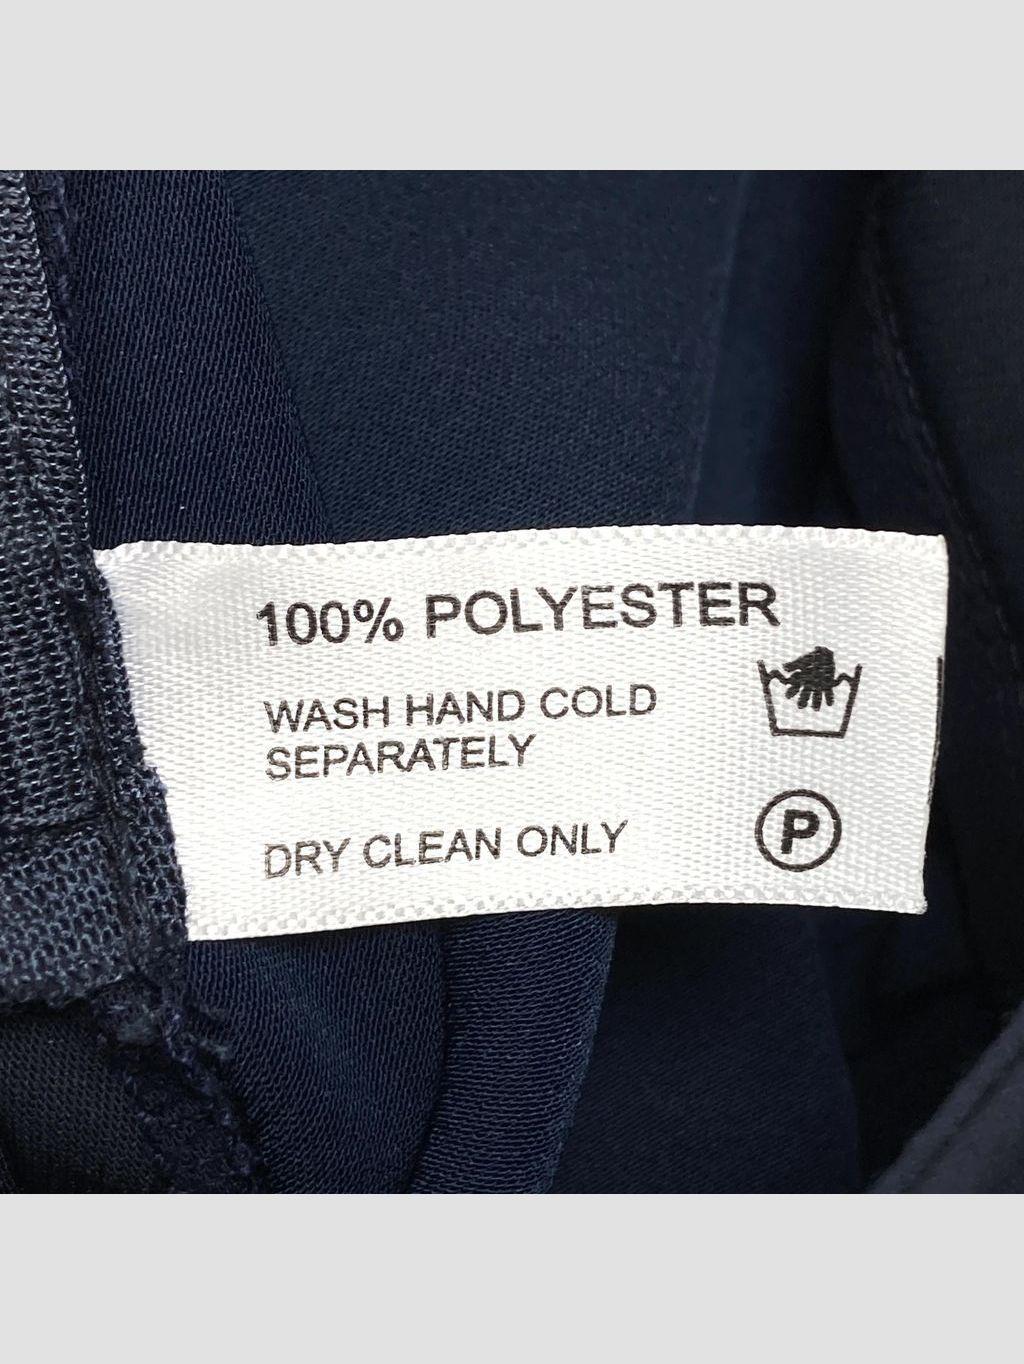 100% POLYESTER
WASH HAND COLD
SEPARATELY
DRY CLEAN ONLY
P